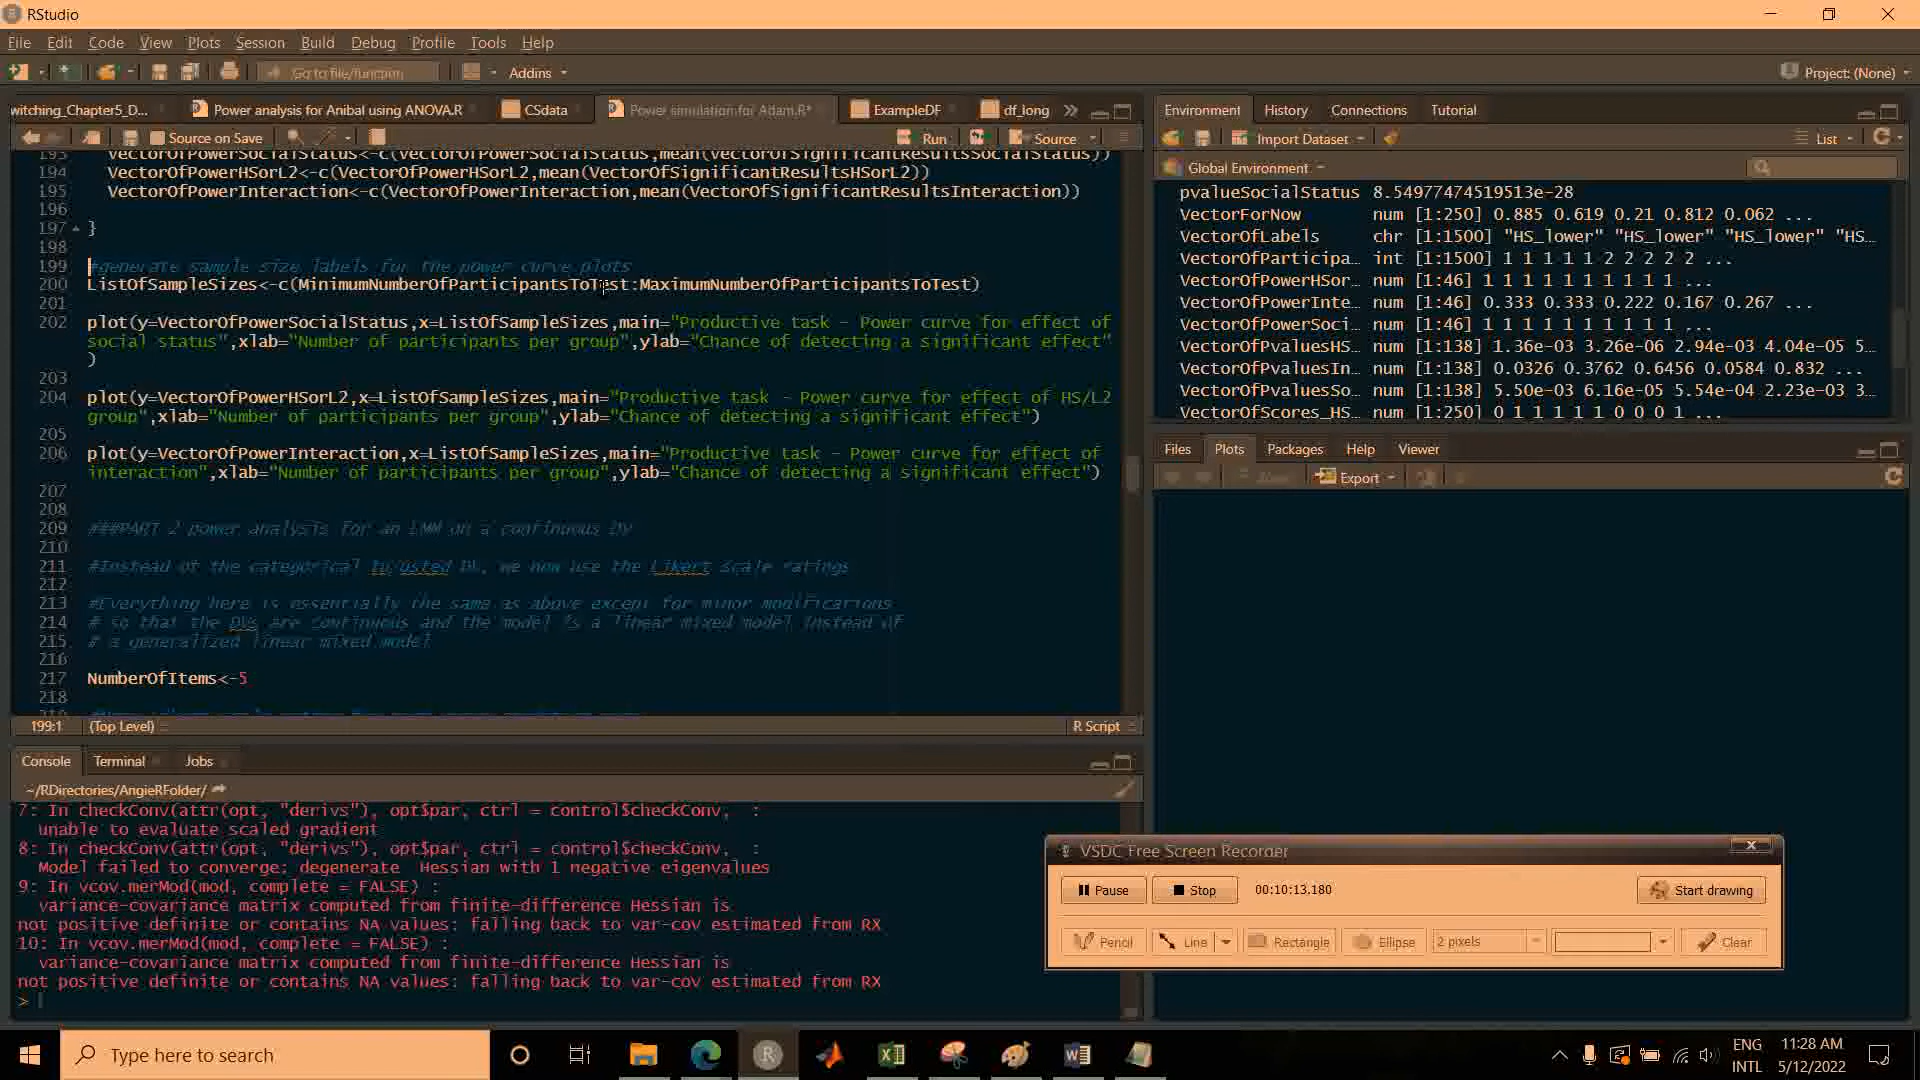 RStudio
File Edit Code View Plots Session Build Debug Profile Tools Help
Go to file/function Addins Project: (None)
witching_Chapter5_D... Power analysis for Anibal using ANOVA.R CSdata Power simulation for Adam.R* ExampleDF df_long
Source on Save Run Source
193 VectorOfPowerSocialStatus<-c(VectorOfPowerSocialStatus,mean(VectorOfSignificantResultsSocialStatus))
194 VectorOfPowerHSorL2<-c(VectorOfPowerHSorL2,mean(VectorOfSignificantResultsHSorL2))
195 VectorOfPowerInteraction<-c(VectorOfPowerInteraction,mean(VectorOfSignificantResultsInteraction))
196
197 }
198
199 #generate sample size labels for the power curve plots
200 ListOfSampleSizes<-c(MinimumNumberOfParticipantsToTest:MaximumNumberOfParticipantsToTest)
201
202 plot(y=VectorOfPowerSocialStatus,x=ListOfSampleSizes,main="Productive task - Power curve for effect of
social status",xlab="Number of participants per group",ylab="Chance of detecting a significant effect"
)
203
204 plot(y=VectorOfPowerHSorL2,x=ListOfSampleSizes,main="Productive task - Power curve for effect of HS/L2
group",xlab="Number of participants per group",ylab="Chance of detecting a significant effect")
205
206 plot(y=VectorOfPowerInteraction,x=ListOfSampleSizes,main="Productive task - Power curve for effect of
interaction",xlab="Number of participants per group",ylab="Chance of detecting a significant effect")
207
208
209 ###PART 2 power analysis for an LMM on a continuous DV
210
211 #Instead of the categorical tu/usted DV, we now use the Likert scale ratings
212
213 #Everything here is essentially the same as above except for minor modifications
214 # so that the DVs are continuous and the model is a linear mixed model instead of
215 # a generalized linear mixed model
216
217 NumberOfItems<-5
218
199:1 (Top Level) R Script
Console Terminal Jobs
~/RDirectories/AngieRFolder/
7: In checkConv(attr(opt, "derivs"), opt$par, ctrl = control$checkConv, :
unable to evaluate scaled gradient
8: In checkConv(attr(opt, "derivs"), opt$par, ctrl = control$checkConv, :
Model failed to converge: degenerate Hessian with 1 negative eigenvalues
9: In vcov.merMod(mod, complete = FALSE) :
variance-covariance matrix computed from finite-difference Hessian is
not positive definite or contains NA values: falling back to var-cov estimated from RX
10: In vcov.merMod(mod, complete = FALSE) :
variance-covariance matrix computed from finite-difference Hessian is
not positive definite or contains NA values: falling back to var-cov estimated from RX
>
Environment History Connections Tutorial
Import Dataset List
Global Environment
pvalueSocialStatus 8.54977474519513e-28
VectorForNow num [1:250] 0.885 0.619 0.21 0.812 0.062 ...
VectorOfLabels chr [1:1500] "HS_lower" "HS_lower" "HS_lower" "HS...
VectorOfParticipa... int [1:1500] 1 1 1 1 1 2 2 2 2 2 ...
VectorOfPowerHSor... num [1:46] 1 1 1 1 1 1 1 1 1 1 ...
VectorOfPowerInte... num [1:46] 0.333 0.333 0.222 0.167 0.267 ...
VectorOfPowerSoci... num [1:46] 1 1 1 1 1 1 1 1 1 1 ...
VectorOfPvaluesHS... num [1:138] 1.36e-03 3.26e-06 2.94e-03 4.04e-05 5...
VectorOfPvaluesIn... num [1:138] 0.0326 0.3762 0.6456 0.0584 0.832 ...
VectorOfPvaluesSo... num [1:138] 5.50e-03 6.16e-05 5.54e-04 2.23e-03 3...
VectorOfScores_HS... num [1:250] 0 1 1 1 1 1 0 0 0 1 ...
Files Plots Packages Help Viewer
Zoom Export
VSDC Free Screen Recorder
Pause Stop 00:10:13.180 Start drawing
Pencil Line Rectangle Ellipse 2 pixels Clear
Type here to search
ENG 11:28 AM
INTL 5/12/2022